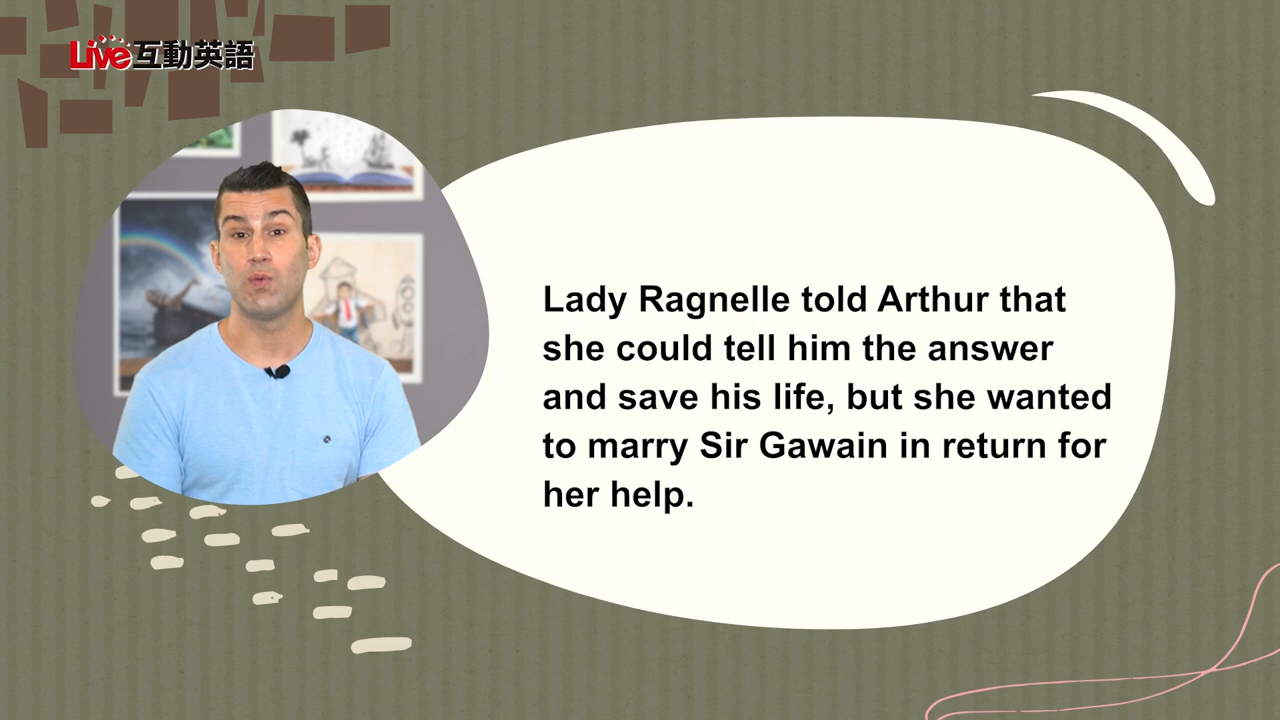 Live互動英語
Lady Ragnelle told Arthur that
she could tell him the answer
and save his life, but she wanted
to marry Sir Gawain in return for
her help.